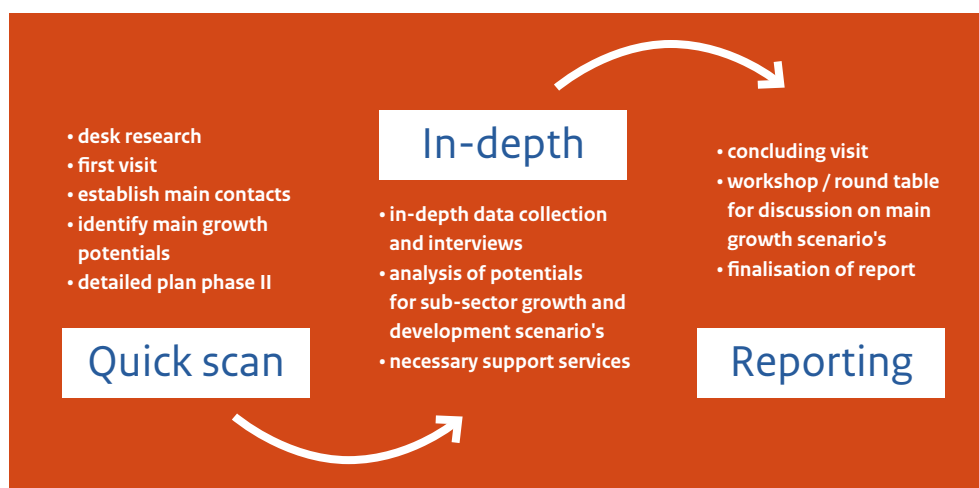 • desk research
• first visit
• establish main contacts
• identify main growth
potentials
• detailed plan phase II
Quick scan
In-depth
• in-depth data collection
and interviews
• analysis of potentials
for sub-sector growth and
development scenario's
• necessary support services
• concluding visit
• workshop / round table
for discussion on main
growth scenario's
• finalisation of report
Reporting